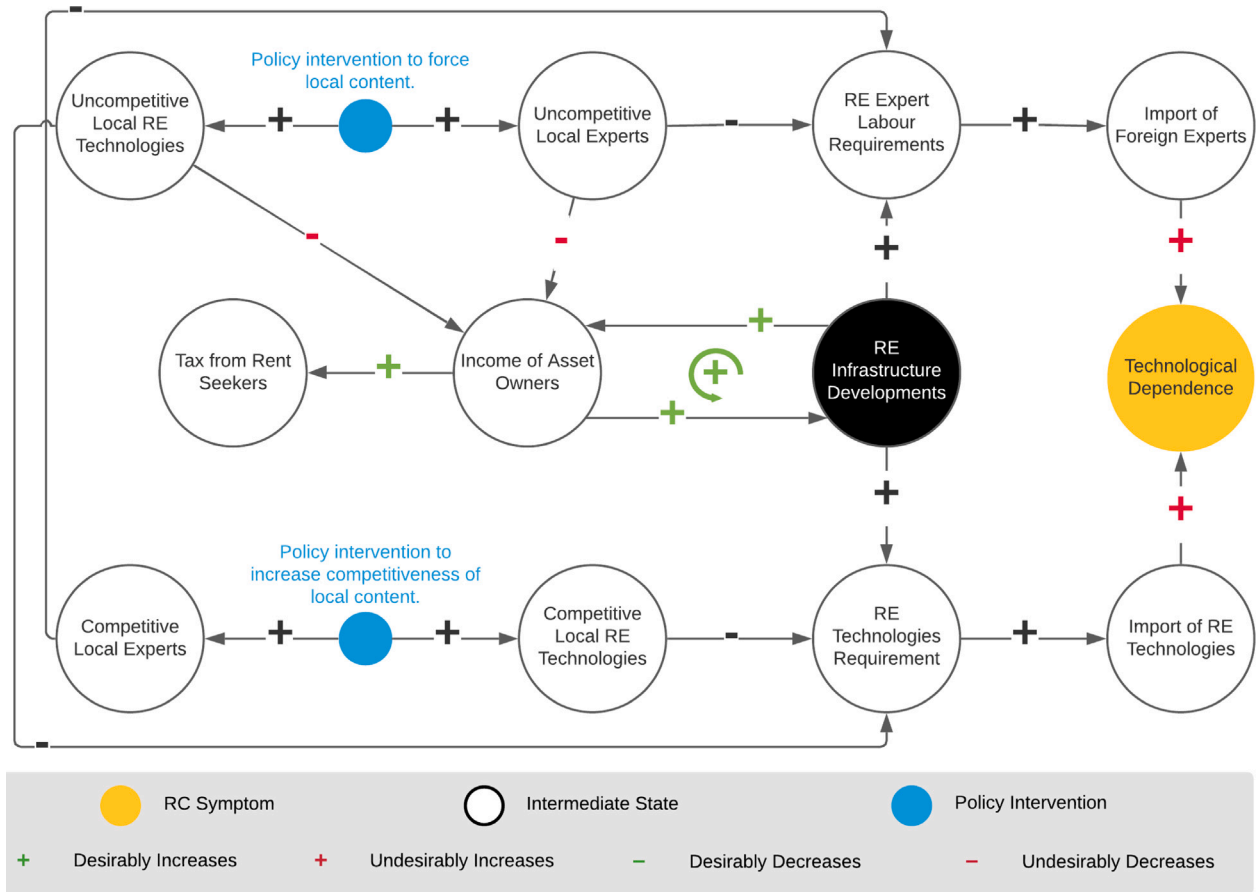 -
Policy intervention to force
local content.
Uncompetitive
Local RE
Technologies
+
+
Uncompetitive
Local Experts
-
RE Expert
Labour
Requirements
+
Import of
Foreign Experts
-
-
+
+
Tax from Rent
Seekers
+
Income of Asset
Owners
+
+
+
RE
Infrastructure
Developments
Technological
Dependence
+
+
Policy intervention to
increase competitiveness of
local content.
Competitive
Local Experts
+
+
Competitive
Local RE
Technologies
-
RE
Technologies
Requirement
+
Import of RE
Technologies
-
RC Symptom
Intermediate State
Policy Intervention
+ Desirably Increases
+ Undesirably Increases
- Desirably Decreases
- Undesirably Decreases